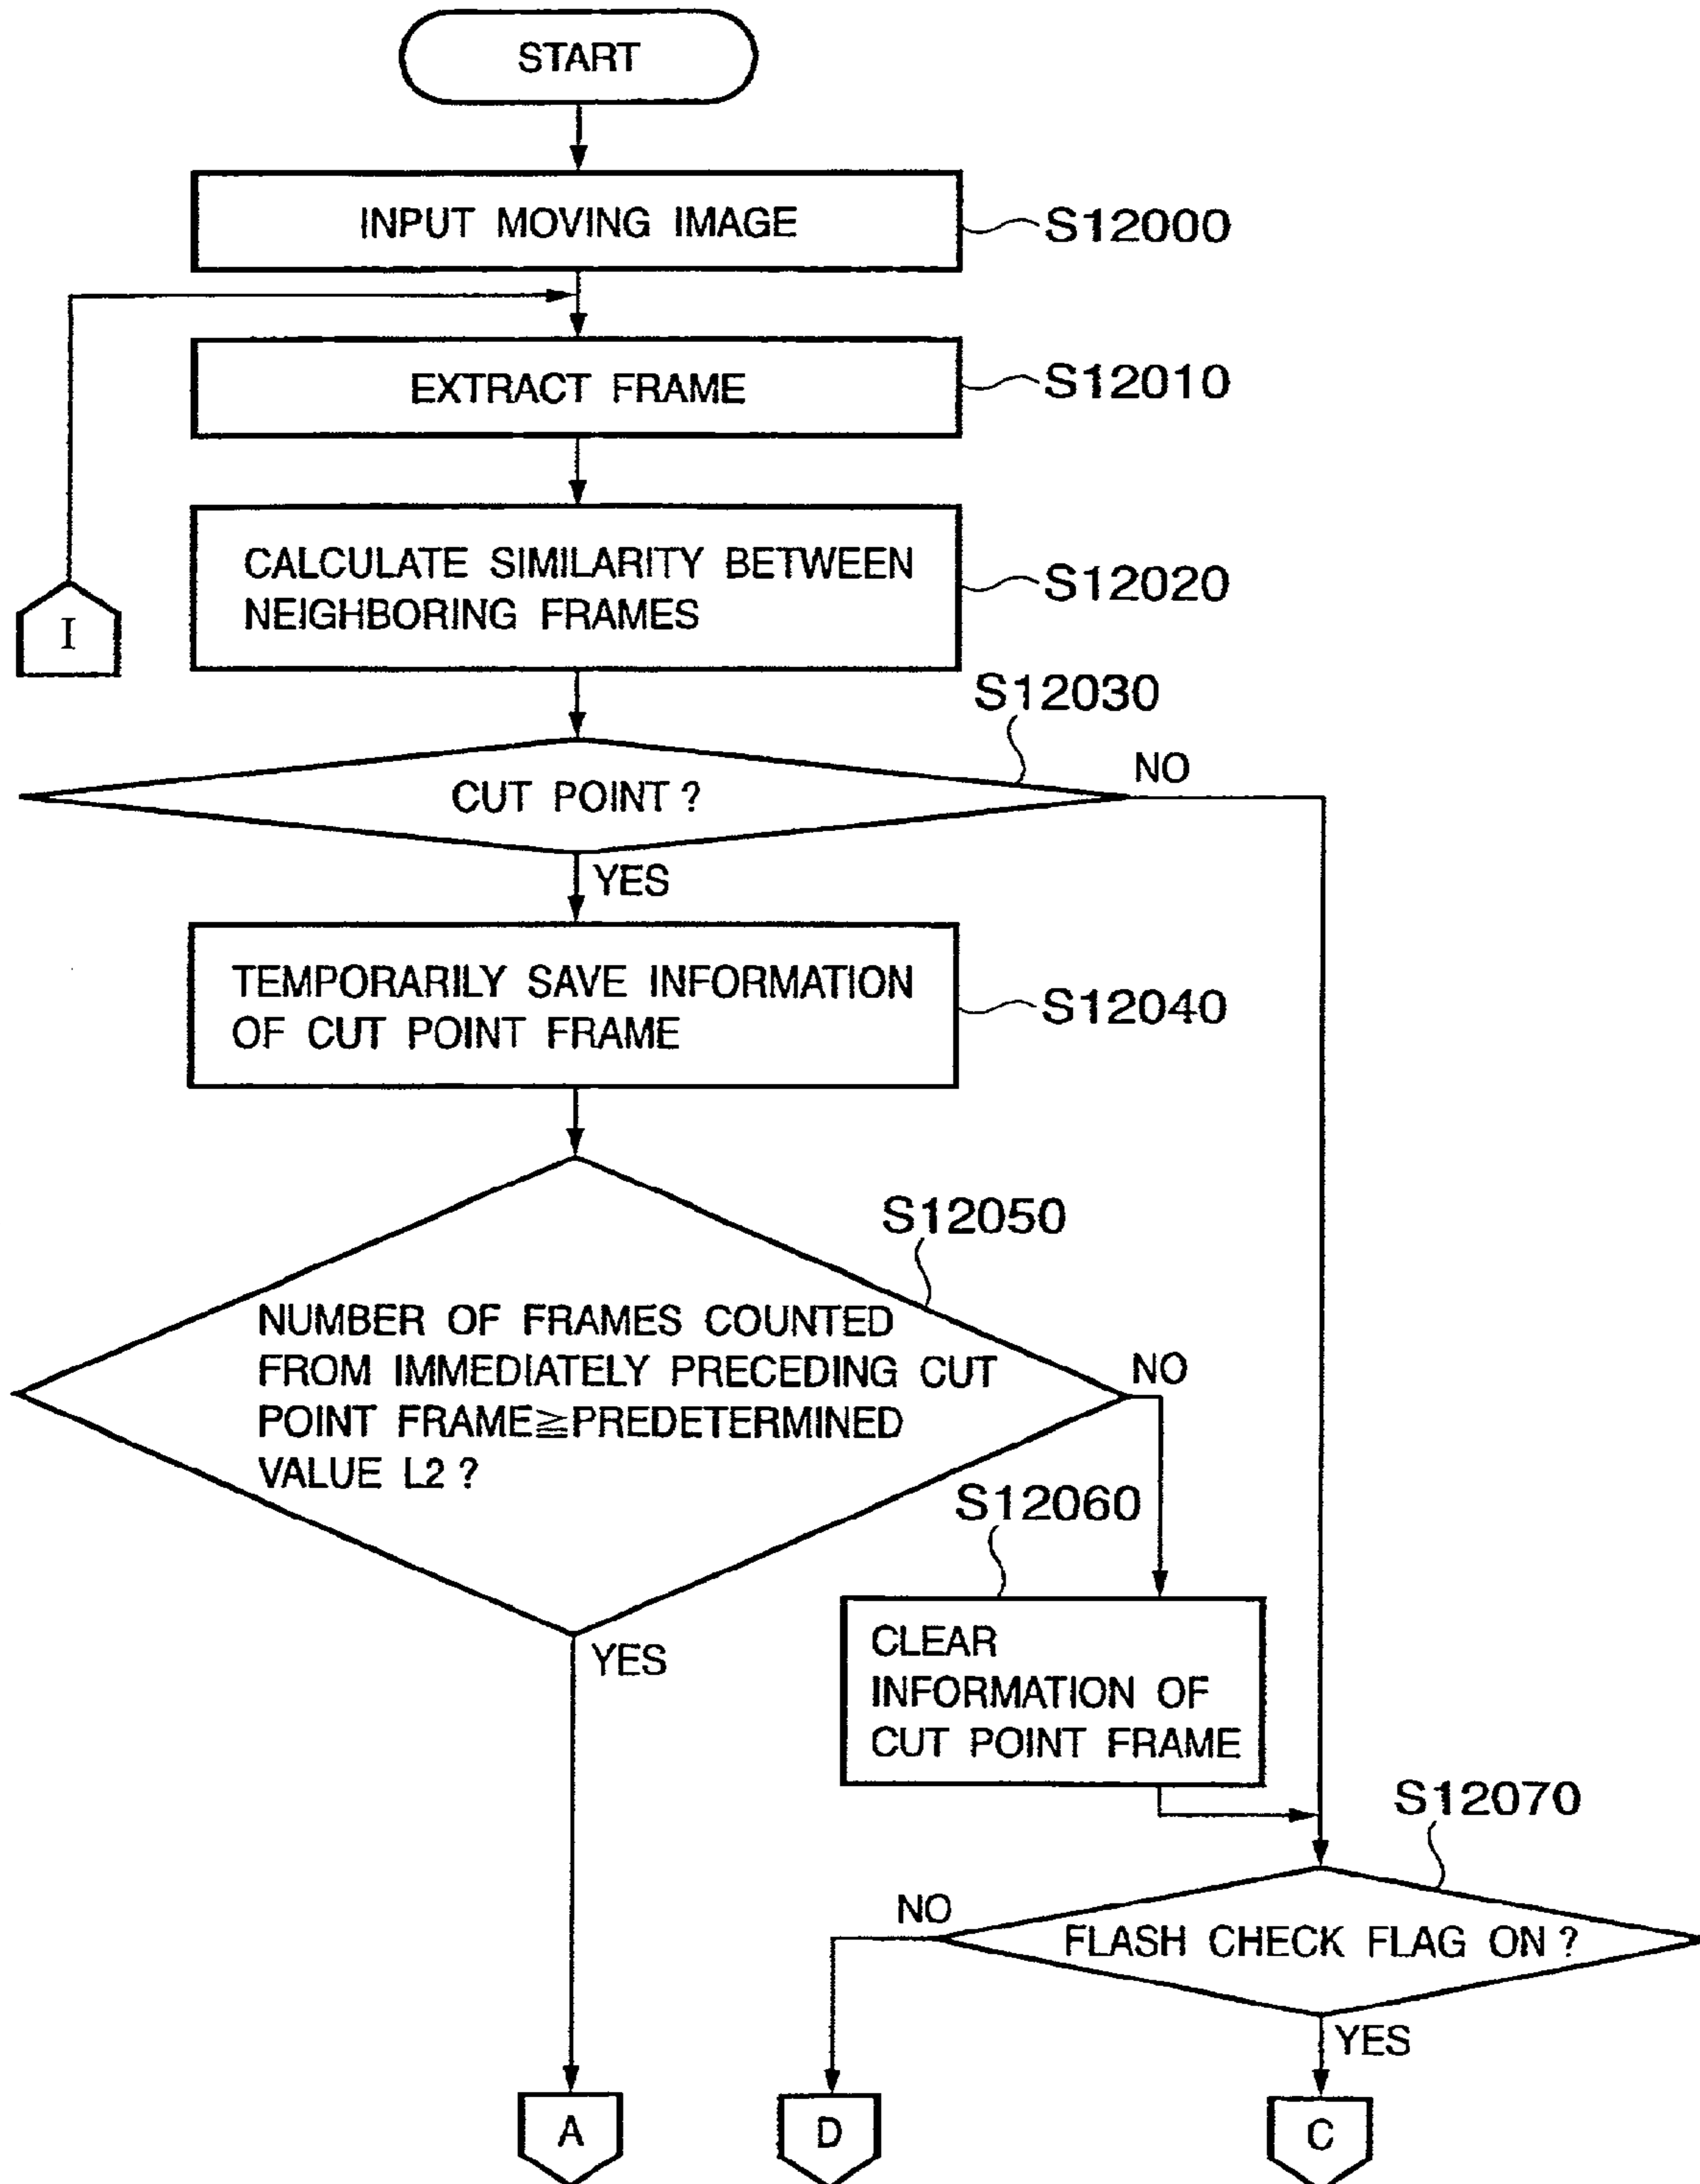 START
INPUT MOVING IMAGE
S12000
EXTRACT FRAME
S12010
CALCULATE SIMILARITY BETWEEN
NEIGHBORING FRAMES
S12020
I
S12030
CUT POINT ?
NO
YES
TEMPORARILY SAVE INFORMATION
OF CUT POINT FRAME
S12040
S12050
NUMBER OF FRAMES COUNTED
FROM IMMEDIATELY PRECEDING CUT
POINT FRAME≧PREDETERMINED
VALUE L2 ?
NO
YES
S12060
CLEAR
INFORMATION OF
CUT POINT FRAME
S12070
FLASH CHECK FLAG ON ?
NO
YES
A
D
C